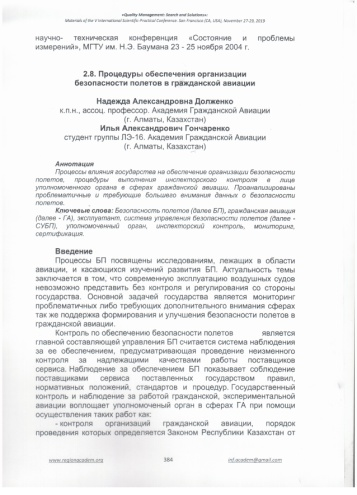 «Quality Management: Search and Solutions»
Materials of the V International Scientific-Practical Conference. San Francisco (CA, USA), November 27-29, 2019
научно- техническая конференция «Состояние и проблемы
измерений», МГТУ им. Н.Э. Баумана 23 - 25 ноября 2004 г.
2.8. Процедуры обеспечения организации
безопасности полетов в гражданской авиации
Надежда Александровна Долженко
к.п.н., ассоц. профессор. Академия Гражданской Авиации
(г. Алматы, Казахстан)
Илья Александрович Гончаренко
студент группы ЛЭ-16. Академия Гражданской Авиации
(г. Алматы, Казахстан)
Аннотация
Процессы влияния государства на обеспечение организации безопасности
полетов, процедуры выполнения инспекторского контроля в лице
уполномоченного органа в сферах гражданской авиации. Проанализированы
проблематичные и требующие большего внимания данных о безопасности
полетов.
Ключевые слова: Безопасность полетов (далее БП), гражданская авиация
(далее - ГА), эксплуатант, система управления безопасности полетов (далее -
СУБП), уполномоченный орган, инспекторский контроль, мониторинг,
сертификация.
Введение
Процессы БП посвящены исследованиям, лежащих в области
авиации, и касающихся изучений развития БП. Актуальность темы
заключается в том, что современную эксплуатацию воздушных судов
невозможно представить без контроля и регулирования со стороны
государства. Основной задачей государства является мониторинг
проблематичных либо требующих дополнительного внимания сферах
так же поддержка формирования и улучшения безопасности полетов в
гражданской авиации.
Контроль по обеспечению безопасности полетов является
главной составляющей управления БП считается система наблюдения
за ее обеспечением, предусматривающая проведение неизменного
контроля за надлежащими качествами работы поставщиков
сервиса. Наблюдение за обеспечением БП показывает соблюдение
поставщиками сервиса поставленных государством правил,
нормативных положений, стандартов и процедур. Государственный
контроль и наблюдение за работой гражданской, экспериментальной
авиации воплощает уполномоченный орган в сферах ГА при помощи
осуществления таких работ как:
- контроля организаций гражданской авиации, порядок
проведения которых определяется Законом Республики Казахстан от
www.regionacadem.org 384 mf.academ@gmail.com